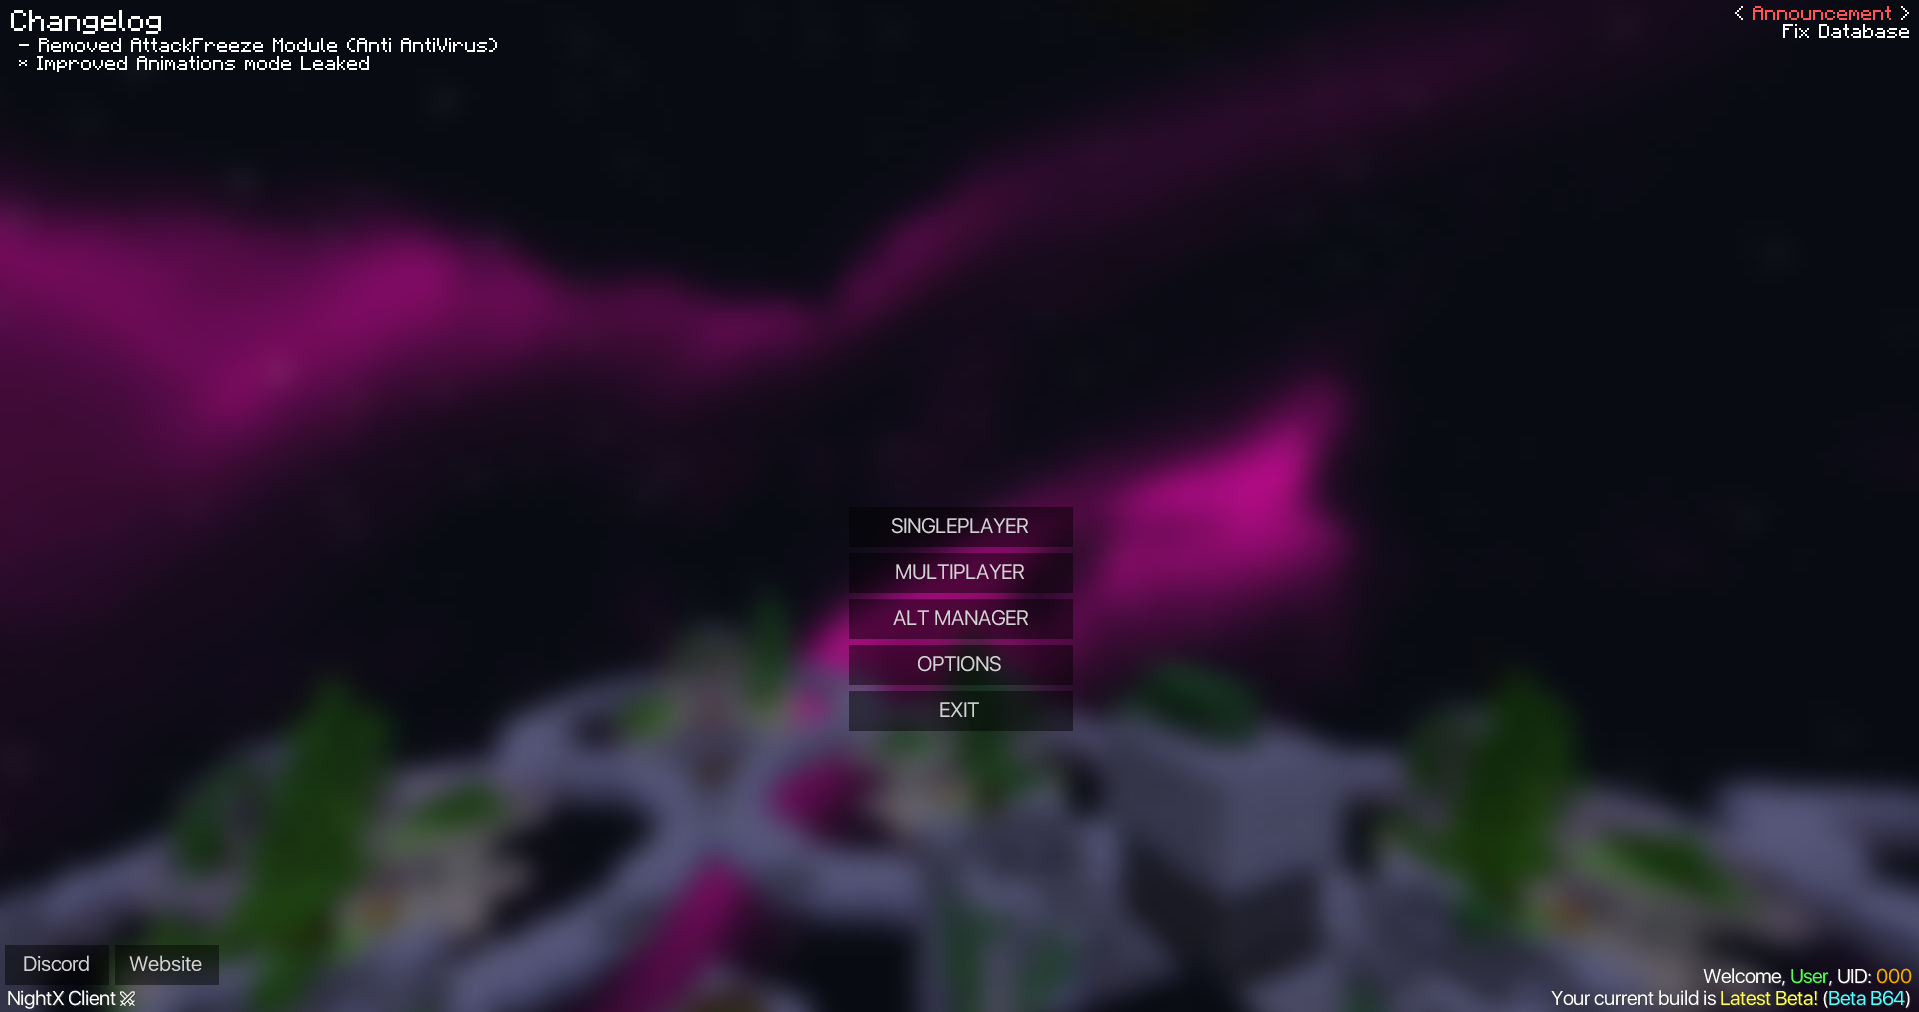 Changelog
- Removed AttackFreeze Module (Anti AntiVirus)
* Improved Animations mode Leaked
< Announcement >
Fix Database
SINGLEPLAYER
MULTIPLAYER
ALT MANAGER
OPTIONS
EXIT
Discord
Website
NightX Client ⚔
Welcome, User, UID: 000
Your current build is Latest Beta! (Beta B64)